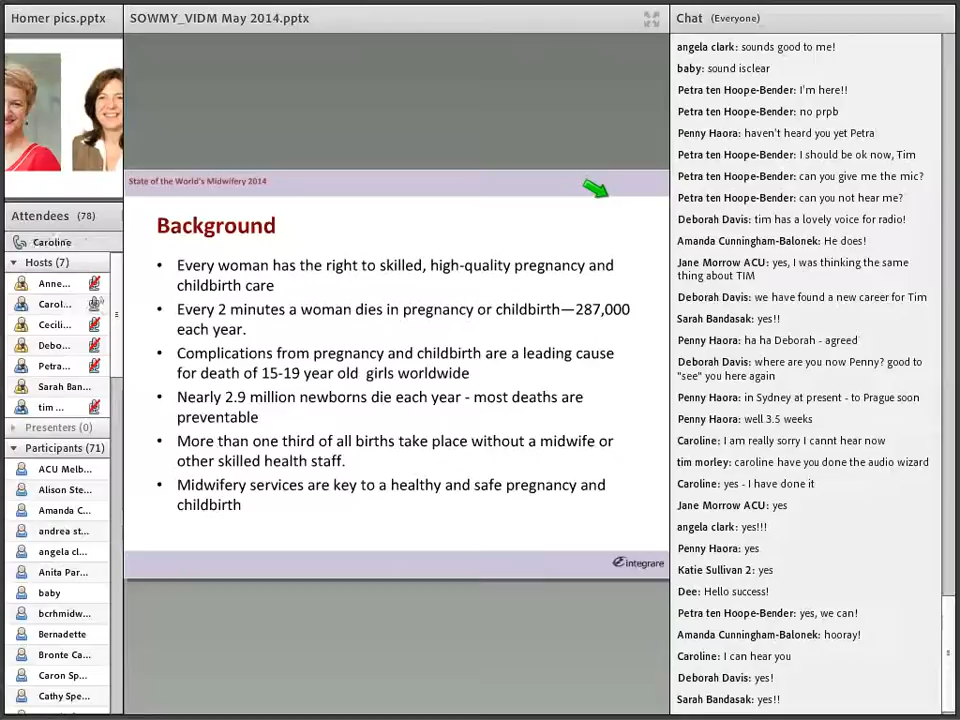 Homer pics.pptx
SOWMY_VIDM May 2014.pptx
Chat (Everyone)
Attendees (78)
Caroline
Hosts (7)
Anne...
Carol...
Cecili...
Debo...
Petra...
Sarah Ban...
tim ...
Presenters (0)
Participants (71)
ACU Melb...
Alison Ste...
Amanda C...
andrea st...
angela cl...
Anita Par...
baby
bcrhmidw...
Bernadette
Bronte Ca...
Caron Sp...
Cathy Spe...
State of the World's Midwifery 2014
Background
• Every woman has the right to skilled, high-quality pregnancy and
childbirth care
• Every 2 minutes a woman dies in pregnancy or childbirth—287,000
each year.
• Complications from pregnancy and childbirth are a leading cause
for death of 15-19 year old  girls worldwide
• Nearly 2.9 million newborns die each year - most deaths are
preventable
• More than one third of all births take place without a midwife or
other skilled health staff.
• Midwifery services are key to a healthy and safe pregnancy and
childbirth
integrare
angela clark: sounds good to me!
baby: sound isclear
Petra ten Hoope-Bender: I'm here!!
Petra ten Hoope-Bender: no prpb
Penny Haora: haven't heard you yet Petra
Petra ten Hoope-Bender: I should be ok now, Tim
Petra ten Hoope-Bender: can you give me the mic?
Petra ten Hoope-Bender: can you not hear me?
Deborah Davis: tim has a lovely voice for radio!
Amanda Cunningham-Balonek: He does!
Jane Morrow ACU: yes, I was thinking the same
thing about TIM
Deborah Davis: we have found a new career for Tim
Sarah Bandasak: yes!!
Penny Haora: ha ha Deborah - agreed
Deborah Davis: where are you now Penny? good to
"see" you here again
Penny Haora: in Sydney at present - to Prague soon
Penny Haora: well 3.5 weeks
Caroline: I am really sorry I cannt hear now
tim morley: caroline have you done the audio wizard
Caroline: yes - I have done it
Jane Morrow ACU: yes
angela clark: yes!!!
Penny Haora: yes
Katie Sullivan 2: yes
Dee: Hello success!
Petra ten Hoope-Bender: yes, we can!
Amanda Cunningham-Balonek: hooray!
Caroline: I can hear you
Deborah Davis: yes!
Sarah Bandasak: yes!!